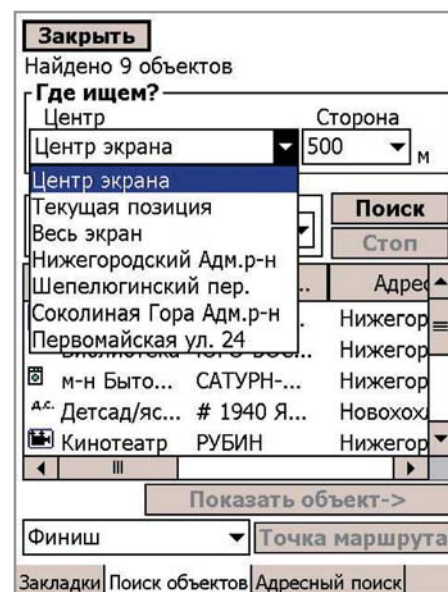 Закрыть
Найдено 9 объектов
Где ищем?
Центр Сторона
Центр экрана 500 м
Центр экрана
Текущая позиция
Весь экран Поиск
Нижегородский Адм.р-н Стоп
Шепелюгинский пер. .. Адрес
Соколиная Гора Адм.р-н . Нижегор
Первомайская ул. 24
Нижегор
м-н Быто... САТУРН-...  Нижегор
д.с. Детсад/яс... # 1940 Я... Новохох
Кинотеатр РУБИН Нижегор
Показать объект->
Финиш Точка маршрута
Закладки Поиск объектов Адресный поиск